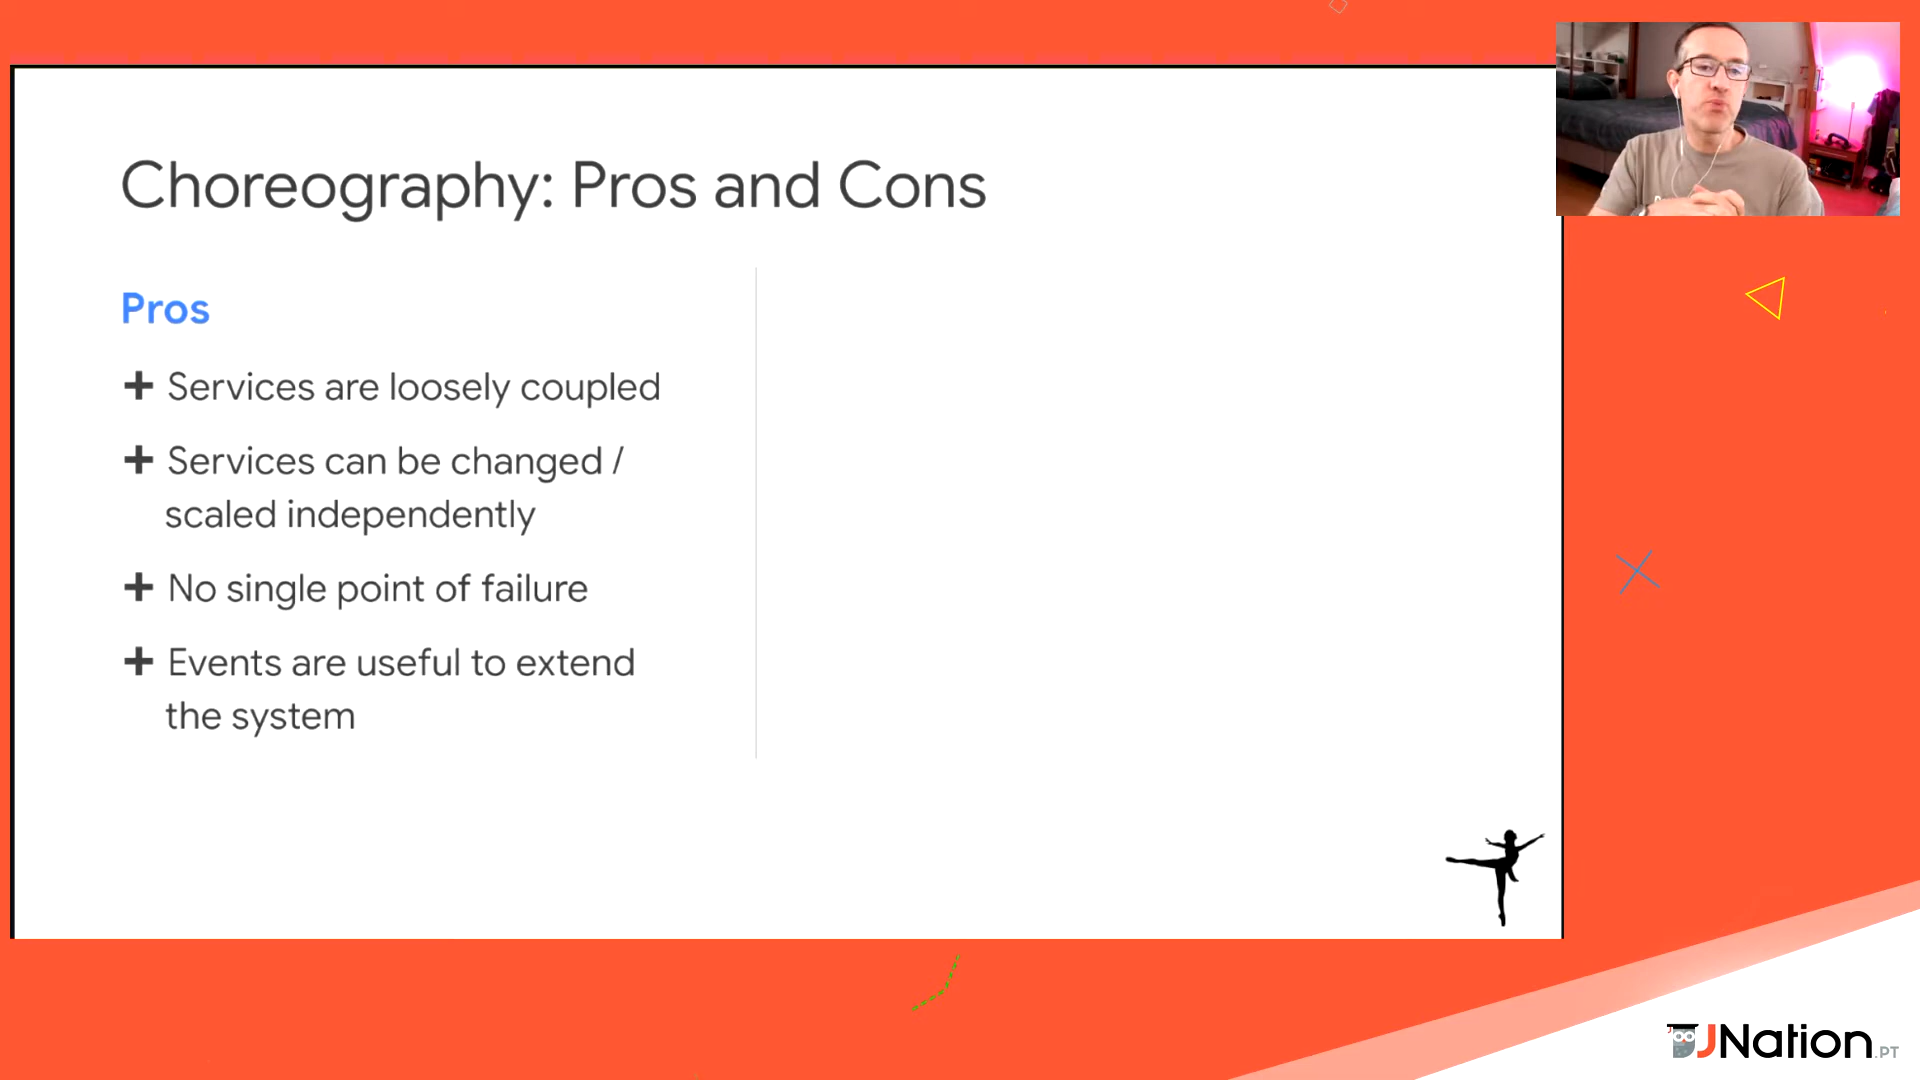 Choreography: Pros and Cons
Pros
+ Services are loosely coupled
+ Services can be changed /
scaled independently
+ No single point of failure
+ Events are useful to extend
the system
JNation.PT